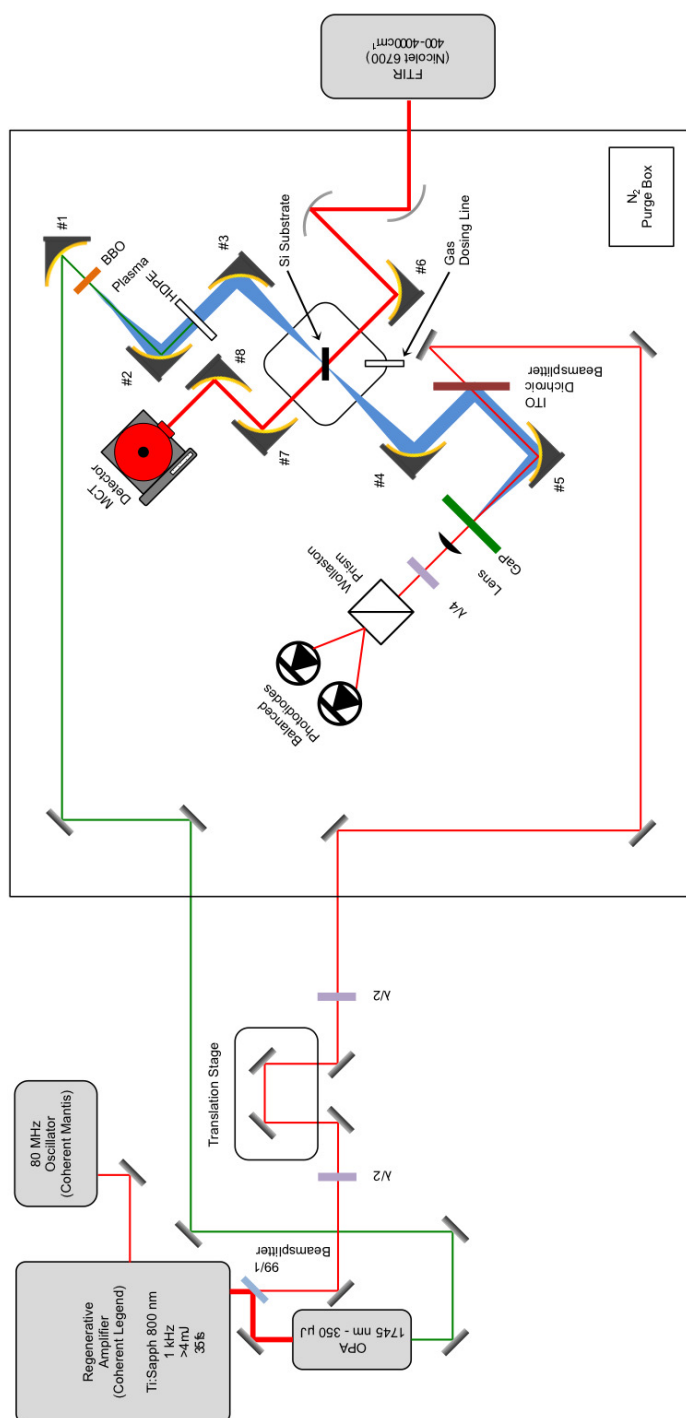 FTIR
(Nicolet 6700)
400-4000cm¹
N₂
Purge Box
#1
BBO
Plasma
HDPE
#2
#3
Si Substrate
#6
Gas
Dosing Line
#8
#7
MCT
Detector
ITO
Dichroic
Beamsplitter
#4
#5
GaP
Lens
λ/4
Wollaston
Prism
Balanced
Photodiodes
λ/2
Translation Stage
λ/2
80 MHz
Oscillator
(Coherent Mantis)
99/1
Beamsplitter
Regenerative
Amplifier
(Coherent Legend)
Ti:Sapph 800 nm
1 kHz
>4mJ
35fs
OPA
1745 nm - 350 µJ